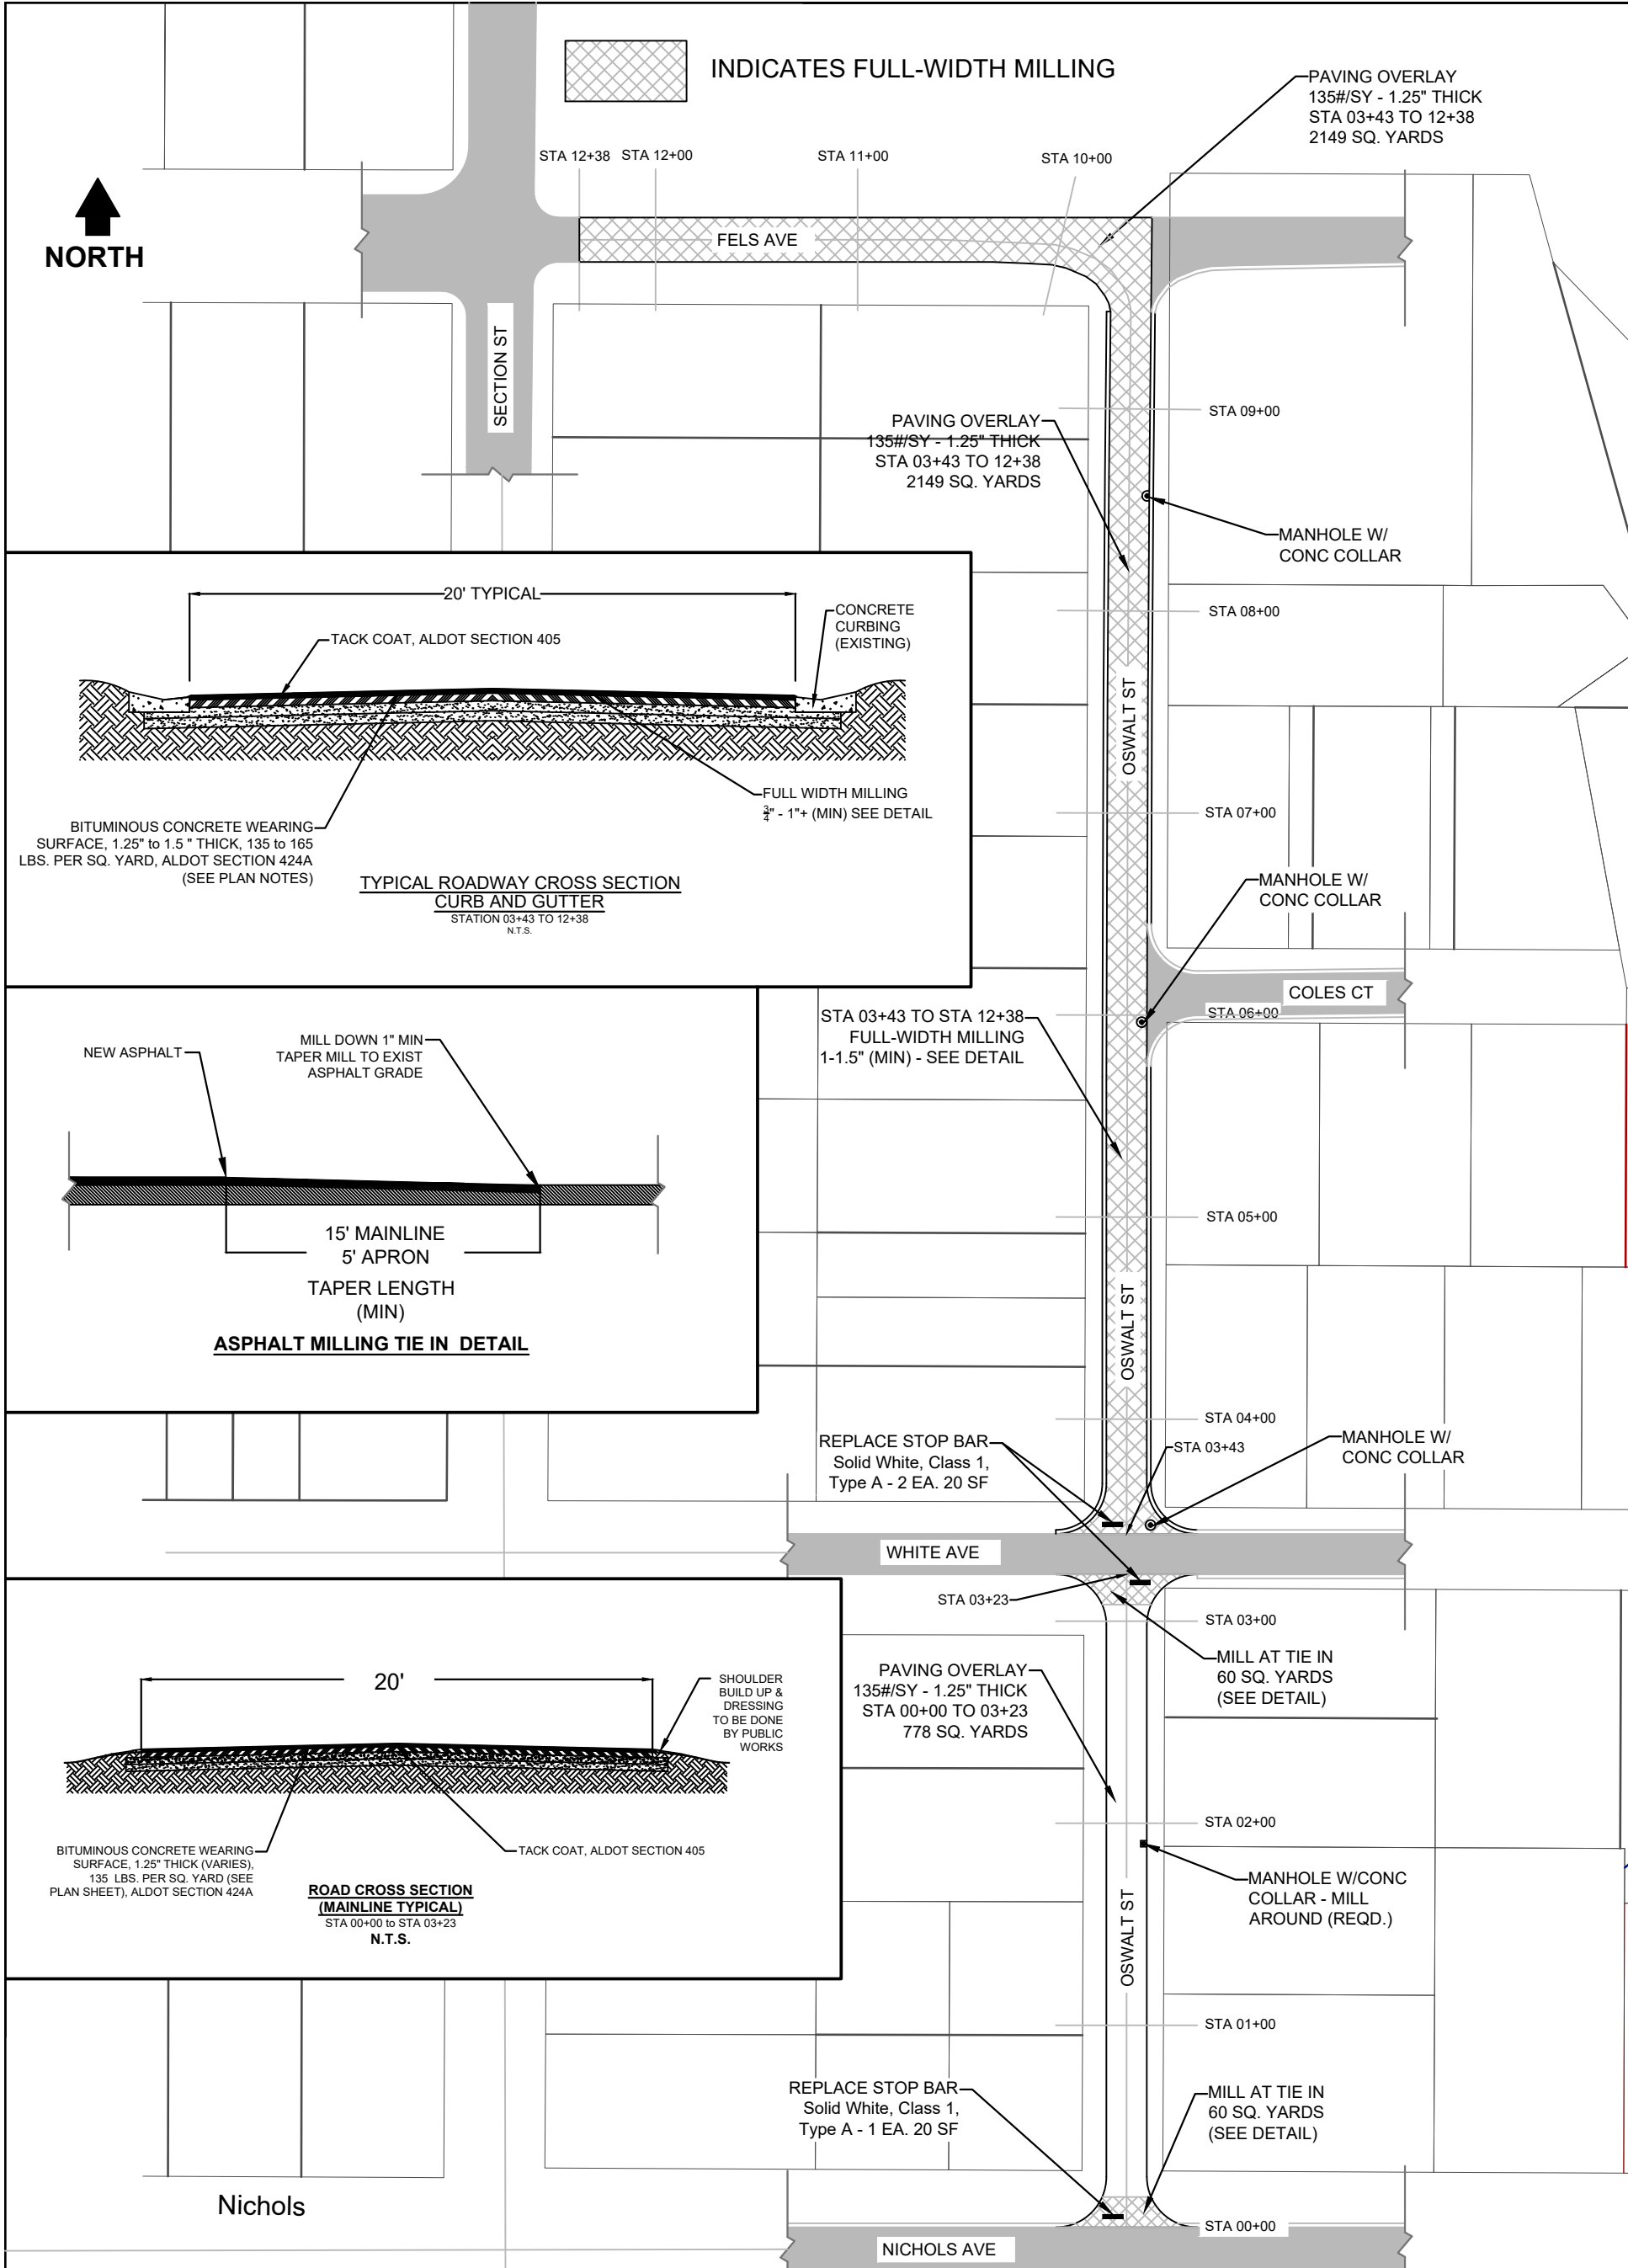 INDICATES FULL-WIDTH MILLING
PAVING OVERLAY
135#/SY - 1.25" THICK
STA 03+43 TO 12+38
2149 SQ. YARDS
STA 12+38
STA 12+00
STA 11+00
STA 10+00
NORTH
FELS AVE
SECTION ST
STA 09+00
PAVING OVERLAY
135#/SY - 1.25" THICK
STA 03+43 TO 12+38
2149 SQ. YARDS
MANHOLE W/
CONC COLLAR
STA 08+00
20' TYPICAL
TACK COAT, ALDOT SECTION 405
CONCRETE
CURBING
(EXISTING)
FULL WIDTH MILLING
3/4" - 1"+ (MIN) SEE DETAIL
BITUMINOUS CONCRETE WEARING
SURFACE, 1.25" to 1.5 " THICK, 135 to 165
LBS. PER SQ. YARD, ALDOT SECTION 424A
(SEE PLAN NOTES)
TYPICAL ROADWAY CROSS SECTION
CURB AND GUTTER
STATION 03+43 TO 12+38
N.T.S.
OSWALT ST
STA 07+00
MANHOLE W/
CONC COLLAR
COLES CT
STA 06+00
STA 03+43 TO STA 12+38
FULL-WIDTH MILLING
1-1.5" (MIN) - SEE DETAIL
NEW ASPHALT
MILL DOWN 1" MIN
TAPER MILL TO EXIST
ASPHALT GRADE
15' MAINLINE
5' APRON
TAPER LENGTH
(MIN)
ASPHALT MILLING TIE IN DETAIL
STA 05+00
OSWALT ST
STA 04+00
REPLACE STOP BAR
Solid White, Class 1,
Type A - 2 EA. 20 SF
STA 03+43
MANHOLE W/
CONC COLLAR
WHITE AVE
STA 03+23
STA 03+00
MILL AT TIE IN
60 SQ. YARDS
(SEE DETAIL)
PAVING OVERLAY
135#/SY - 1.25" THICK
STA 00+00 TO 03+23
778 SQ. YARDS
20'
SHOULDER
BUILD UP &
DRESSING
TO BE DONE
BY PUBLIC
WORKS
BITUMINOUS CONCRETE WEARING
SURFACE, 1.25" THICK (VARIES),
135 LBS. PER SQ. YARD (SEE
PLAN SHEET), ALDOT SECTION 424A
TACK COAT, ALDOT SECTION 405
ROAD CROSS SECTION
(MAINLINE TYPICAL)
STA 00+00 to STA 03+23
N.T.S.
STA 02+00
MANHOLE W/CONC
COLLAR - MILL
AROUND (REQD.)
OSWALT ST
STA 01+00
REPLACE STOP BAR
Solid White, Class 1,
Type A - 1 EA. 20 SF
MILL AT TIE IN
60 SQ. YARDS
(SEE DETAIL)
Nichols
STA 00+00
NICHOLS AVE